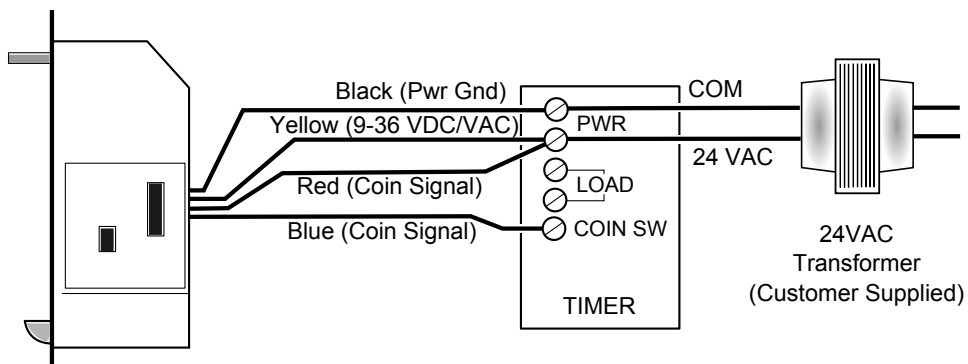 Black (Pwr Gnd)
COM
Yellow (9-36 VDC/VAC)
PWR
24 VAC
Red (Coin Signal)
LOAD
Blue (Coin Signal)
COIN SW
TIMER
24VAC
Transformer
(Customer Supplied)